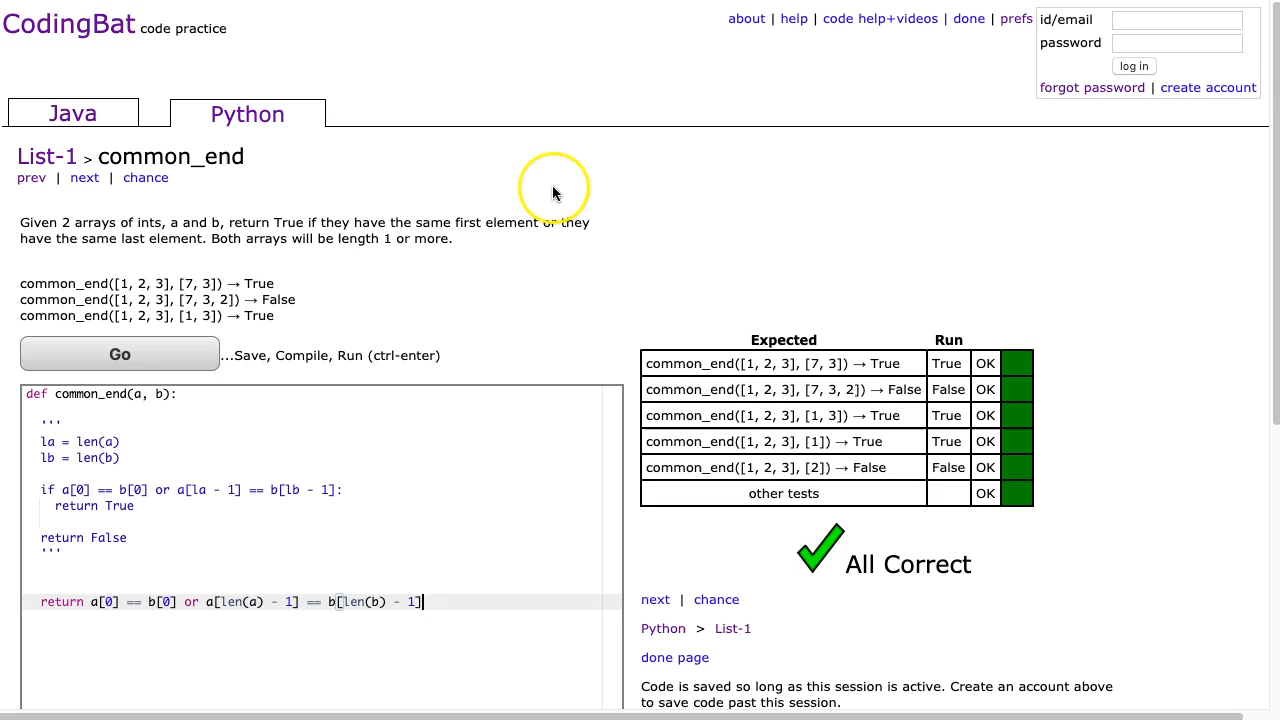 CodingBat code practice
about | help | code help+videos | done | prefs
id/email
password
log in
forgot password | create account
Java
Python
List-1 > common_end
prev | next | chance
Given 2 arrays of ints, a and b, return True if they have the same first element or they
have the same last element. Both arrays will be length 1 or more.
common_end([1, 2, 3], [7, 3]) → True
common_end([1, 2, 3], [7, 3, 2]) → False
common_end([1, 2, 3], [1, 3]) → True
Go ...Save, Compile, Run (ctrl-enter)
def common_end(a, b):
'''
la = len(a)
lb = len(b)
if a[0] == b[0] or a[la - 1] == b[lb - 1]:
return True
return False
'''
return a[0] == b[0] or a[len(a) - 1] == b[len(b) - 1]
Expected Run
common_end([1, 2, 3], [7, 3]) → True True OK
common_end([1, 2, 3], [7, 3, 2]) → False False OK
common_end([1, 2, 3], [1, 3]) → True True OK
common_end([1, 2, 3], [1]) → True True OK
common_end([1, 2, 3], [2]) → False False OK
other tests OK
All Correct
next | chance
Python > List-1
done page
Code is saved so long as this session is active. Create an account above
to save code past this session.